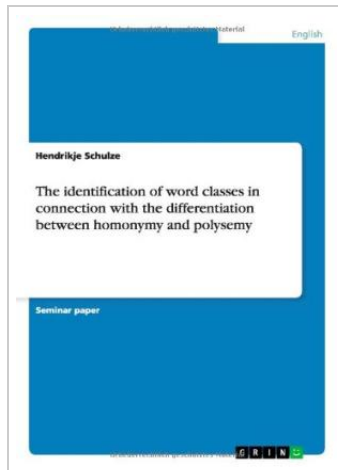 English
Hendrikje Schulze
The identification of word classes in
connection with the differentiation
between homonymy and polysemy
Seminar paper
GRIN